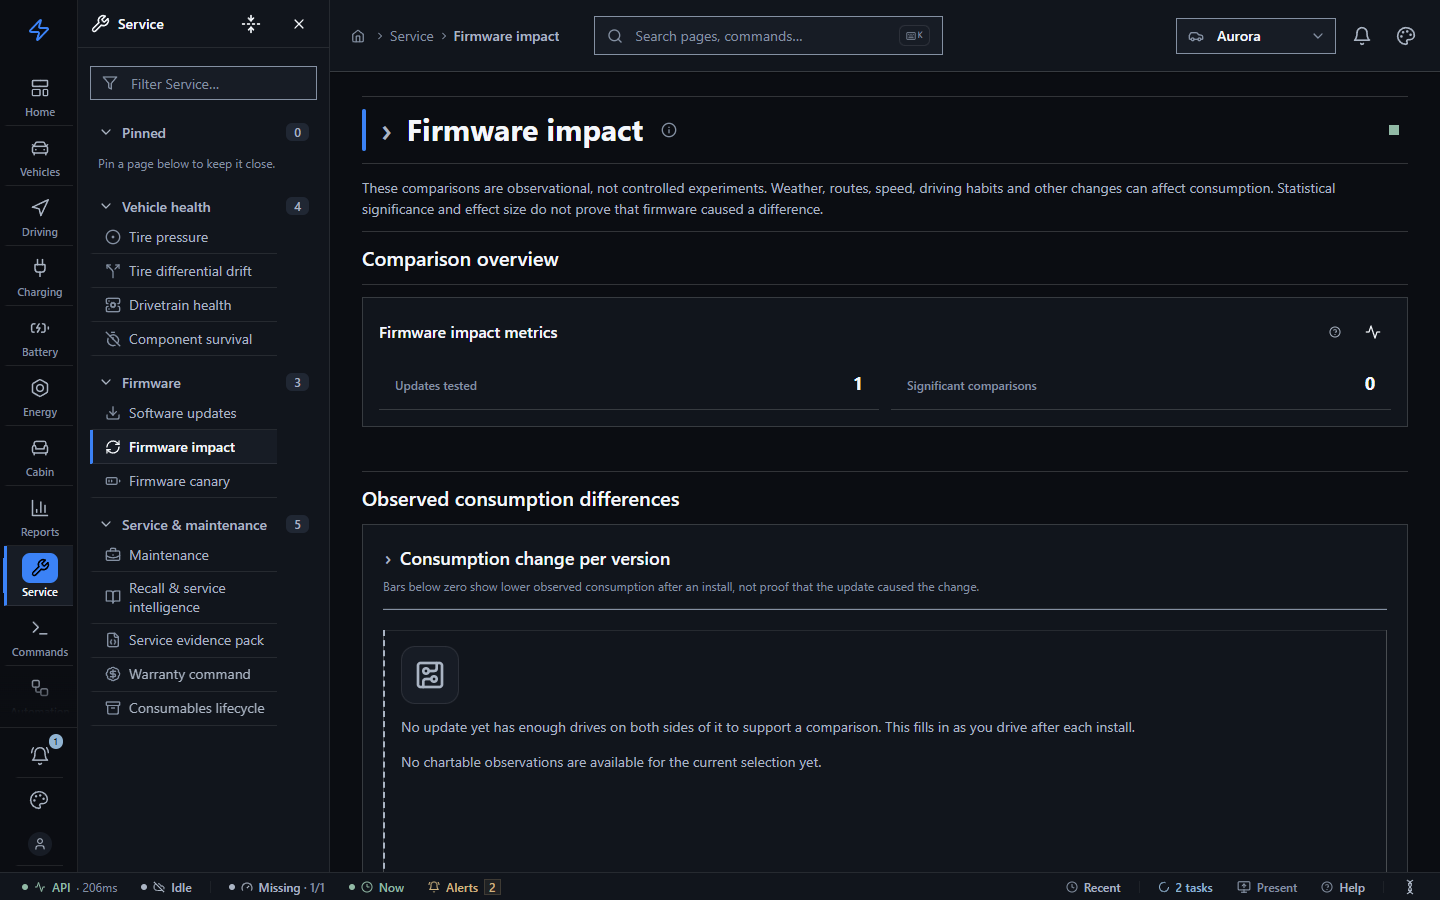 Home
Vehicles
Driving
Charging
Battery
Energy
Cabin
Reports
Service
Commands
1
Service
Filter Service...
Pinned 0
Pin a page below to keep it close.
Vehicle health 4
Tire pressure
Tire differential drift
Drivetrain health
Component survival
Firmware 3
Software updates
Firmware impact
Firmware canary
Service & maintenance 5
Maintenance
Recall & service
intelligence
Service evidence pack
Warranty command
Consumables lifecycle
Service > Firmware impact
Search pages, commands... K
Aurora
Firmware impact
These comparisons are observational, not controlled experiments. Weather, routes, speed, driving habits and other changes can affect consumption. Statistical
significance and effect size do not prove that firmware caused a difference.
Comparison overview
Firmware impact metrics
Updates tested 1
Significant comparisons 0
Observed consumption differences
Consumption change per version
Bars below zero show lower observed consumption after an install, not proof that the update caused the change.
No update yet has enough drives on both sides of it to support a comparison. This fills in as you drive after each install.
No chartable observations are available for the current selection yet.
API · 206ms
Idle
Missing · 1/1
Now
Alerts 2
Recent
2 tasks
Present
Help